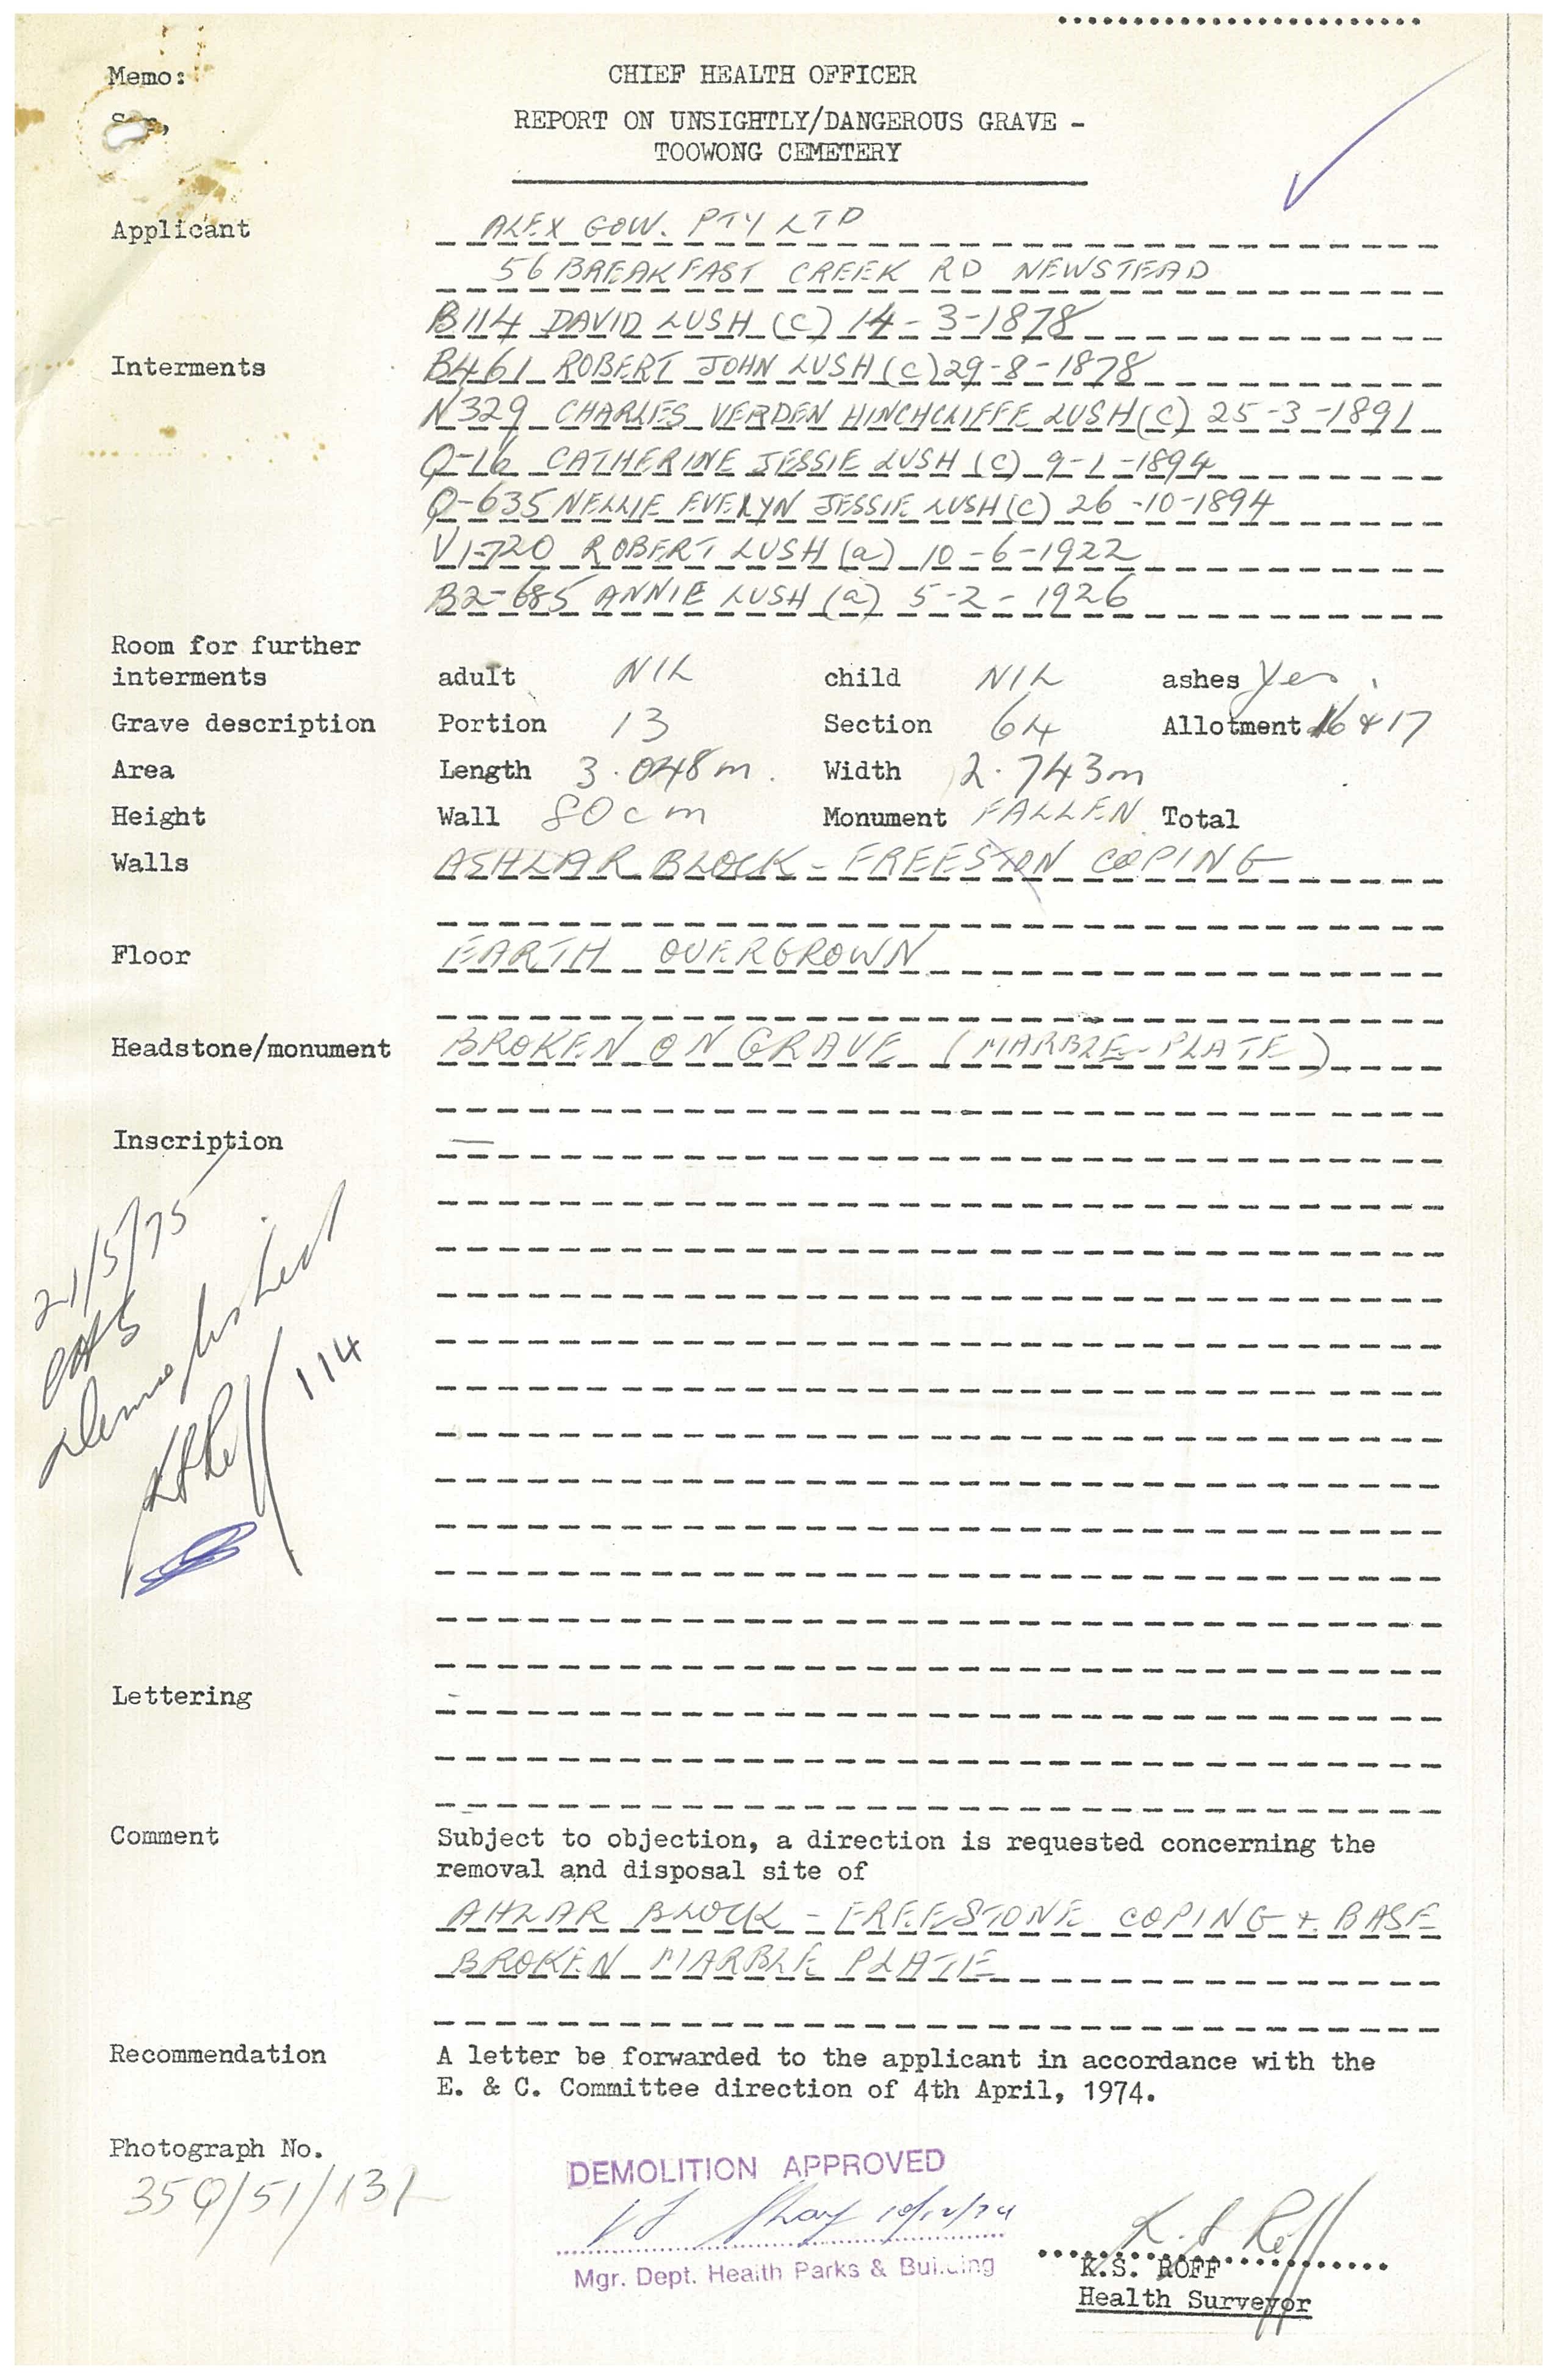 Memo:
CHIEF HEALTH OFFICER
REPORT ON UNSIGHTLY/DANGEROUS GRAVE -
TOOWONG CEMETERY
Applicant ALEX GOW. PTY LTD
56 BREAKFAST CREEK RD NEWSTEAD
B114 DAVID LUSH (C) 14-3-1878
Interments B461 ROBERT JOHN LUSH (C) 29-8-1878
N329 CHARLES VERDEN HINCHCLIFFE LUSH (C) 25-3-1891
Q-16 CATHERINE JESSIE LUSH (C) 9-1-1894
Q-635 NELLIE EVELYN JESSIE LUSH (C) 26-10-1894
V1-720 ROBERT LUSH (a) 10-6-1922
B2-685 ANNIE LUSH (a) 5-2-1926
Room for further
interments adult NIL child NIL ashes Yes.
Grave description Portion 13 Section 64 Allotment 16 & 17
Area Length 3.048m. Width 2.743m
Height Wall 80cm Monument FALLEN Total
Walls ASHLAR BLOCK - FREESTON COPING
Floor EARTH OVERGROWN
Headstone/monument BROKEN ON GRAVE (MARBLE-PLATE)
Inscription —
21/5/75
Demolished
KSRoff 114
Lettering -
Comment Subject to objection, a direction is requested concerning the
removal and disposal site of
AHLAR BLOCK - FREESTONE COPING + BASE
BROKEN MARBLE PLATE
Recommendation A letter be forwarded to the applicant in accordance with the
E. & C. Committee direction of 4th April, 1974.
Photograph No.
35Q/51/131
DEMOLITION APPROVED
10/12/74
Mgr. Dept. Health Parks & Building
K. S Roff
K.S. ROFF
Health Surveyor